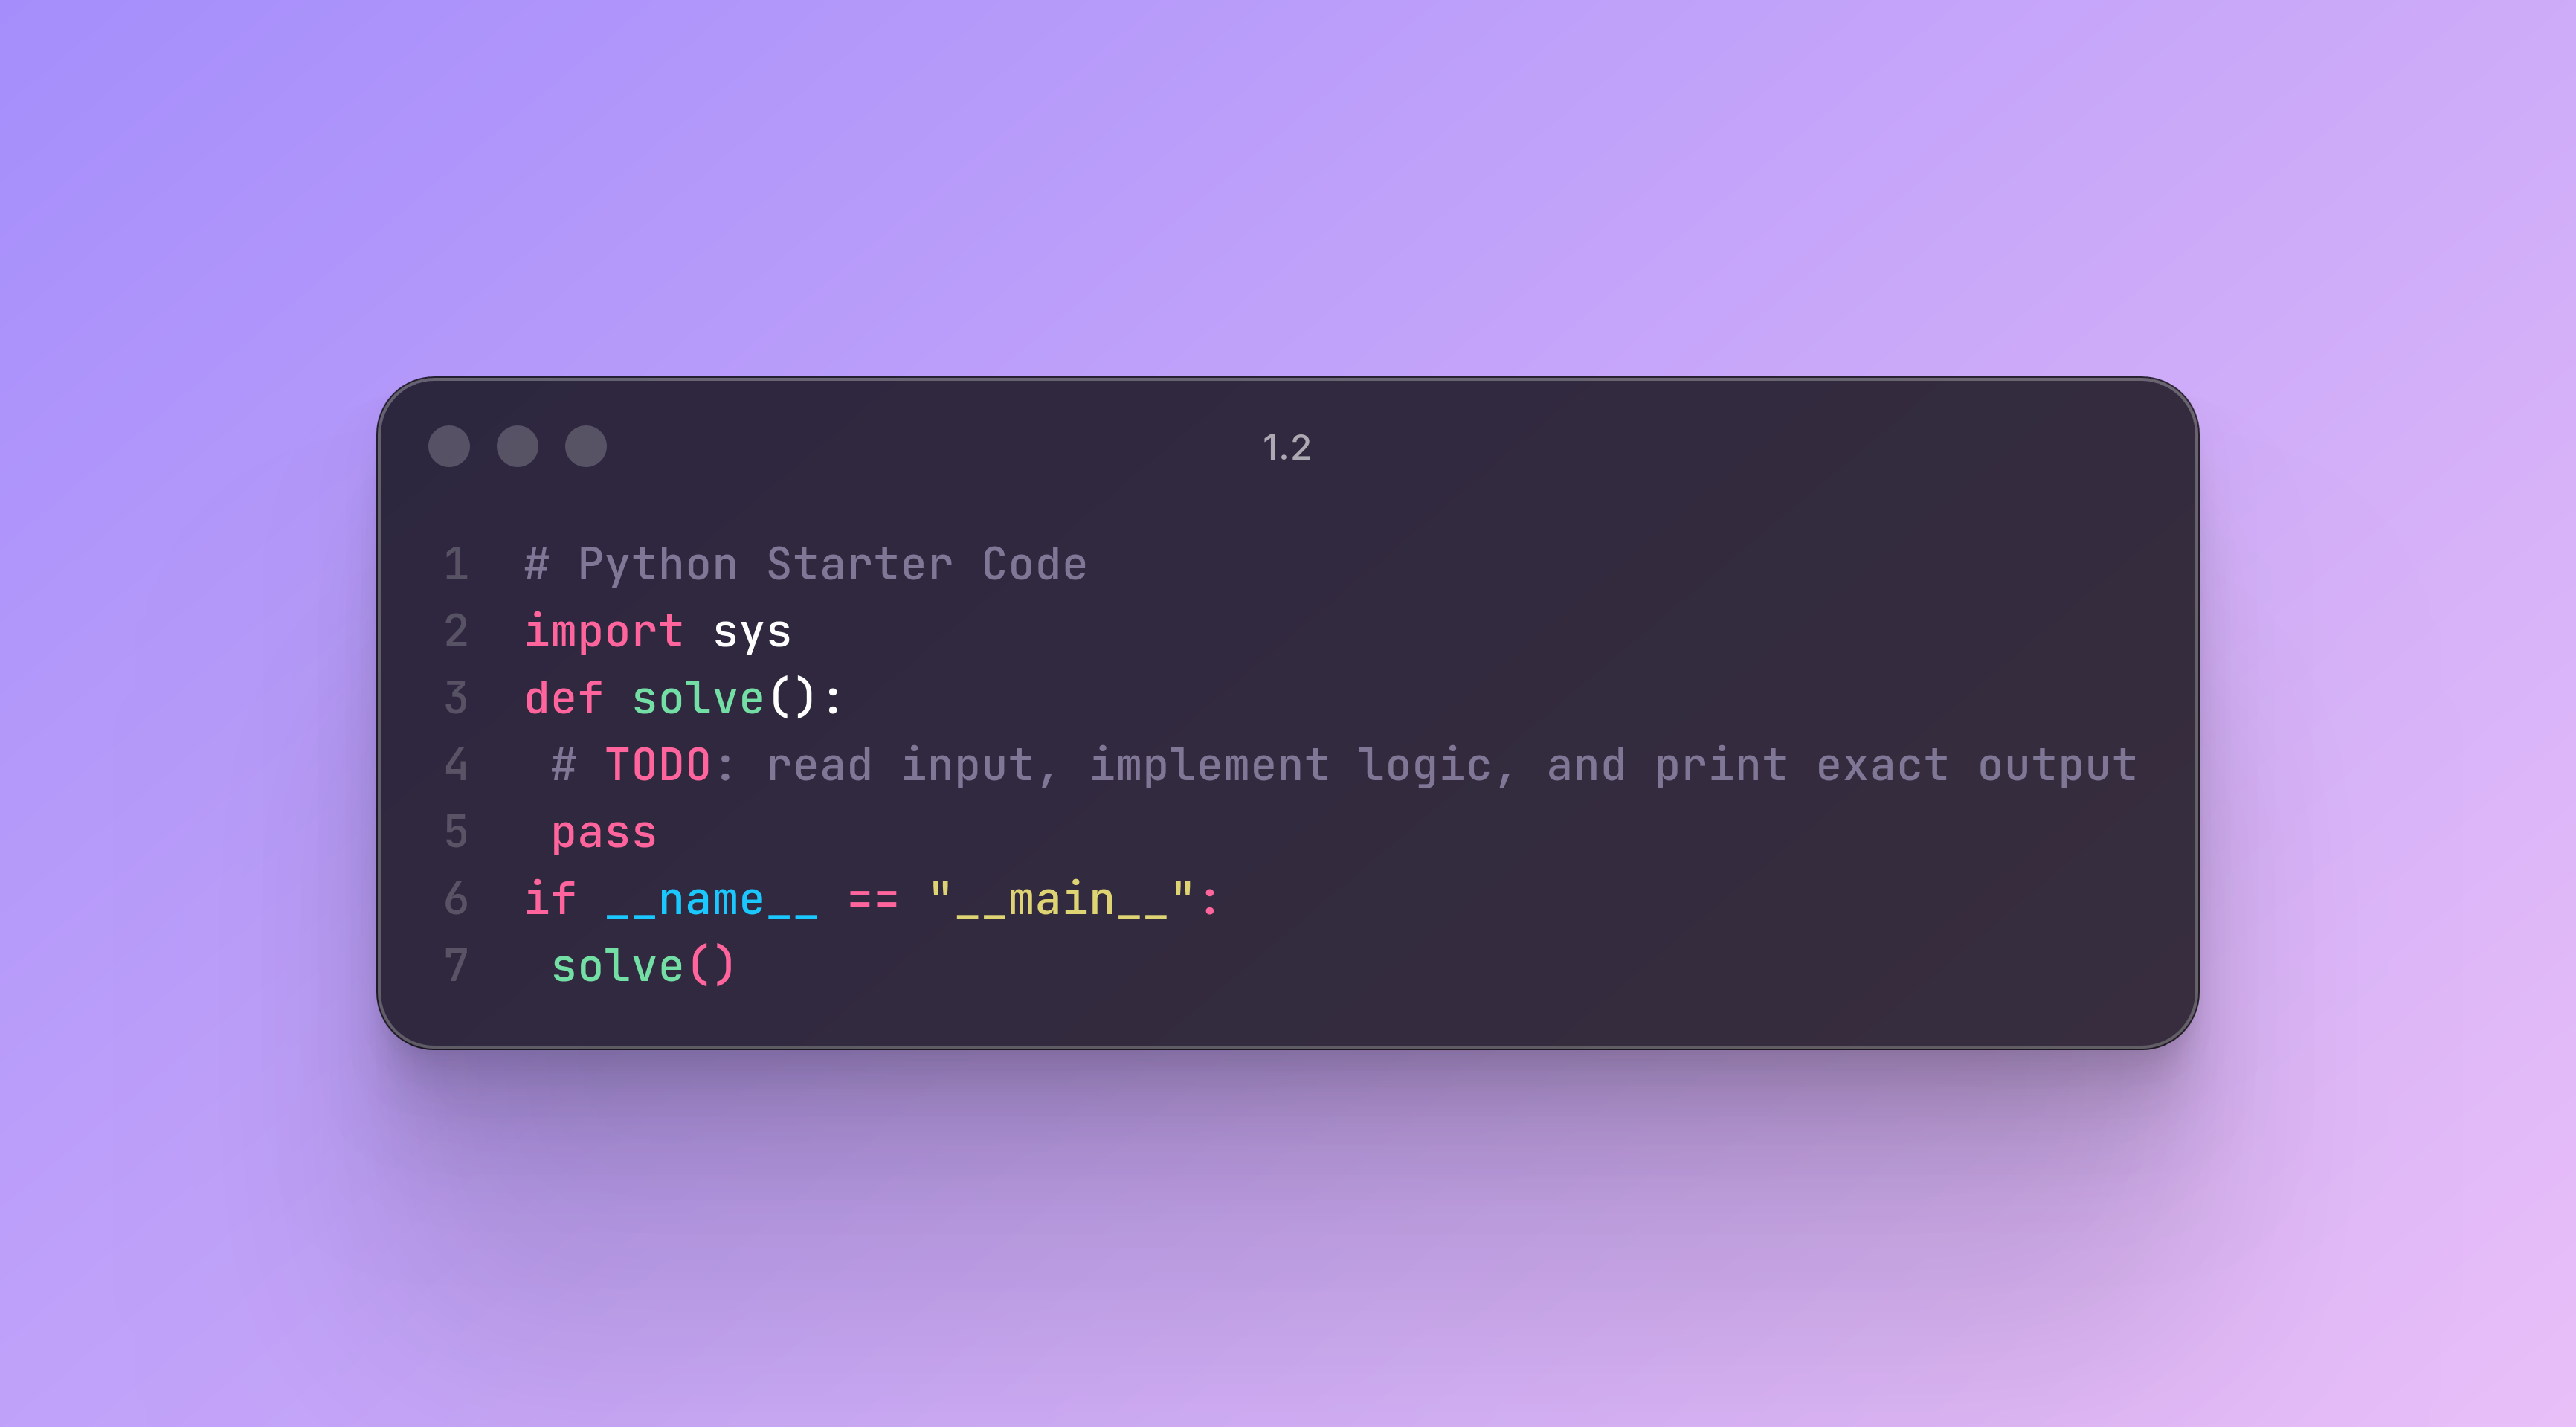 1.2
1 # Python Starter Code
2 import sys
3 def solve():
4  # TODO: read input, implement logic, and print exact output
5  pass
6 if __name__ == "__main__":
7  solve()